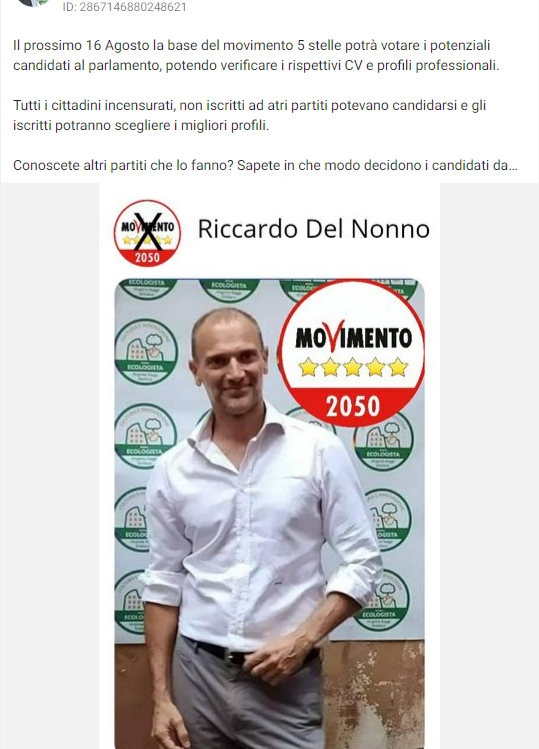 ID: 2867146880248621
Il prossimo 16 Agosto la base del movimento 5 stelle potrà votare i potenziali
candidati al parlamento, potendo verificare i rispettivi CV e profili professionali.
Tutti i cittadini incensurati, non iscritti ad atri partiti potevano candidarsi e gli
iscritti potranno scegliere i migliori profili.
Conoscete altri partiti che lo fanno? Sapete in che modo decidono i candidati da...
MOVIMENTO
2050
Riccardo Del Nonno
ECOLOGISTA
ECOLOGISTA
MOVIMENTO
2050
ECOLOGISTA
ECOLOGISTA
ECOLOGISTA
ECOLOGISTA